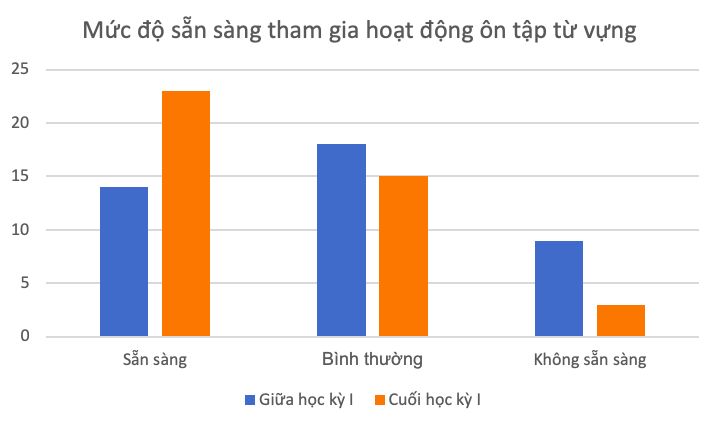 Mức độ sẵn sàng tham gia hoạt động ôn tập từ vựng
25
20
15
10
5
0
Sẵn sàng
Bình thường
Không sẵn sàng
Giữa học kỳ I
Cuối học kỳ I